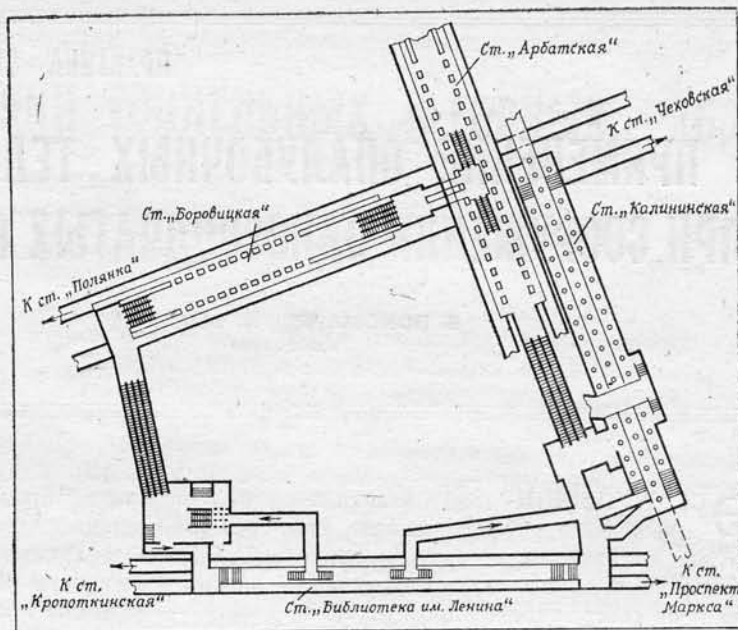 Ст. „Арбатская“
К ст. „Чеховская“
Ст. „Калининская“
Ст. „Боровицкая“
К ст. „Полянка“
К ст.
„Кропоткинская“
Ст. „Библиотека им. Ленина“
К ст.
„Проспект
Маркса“